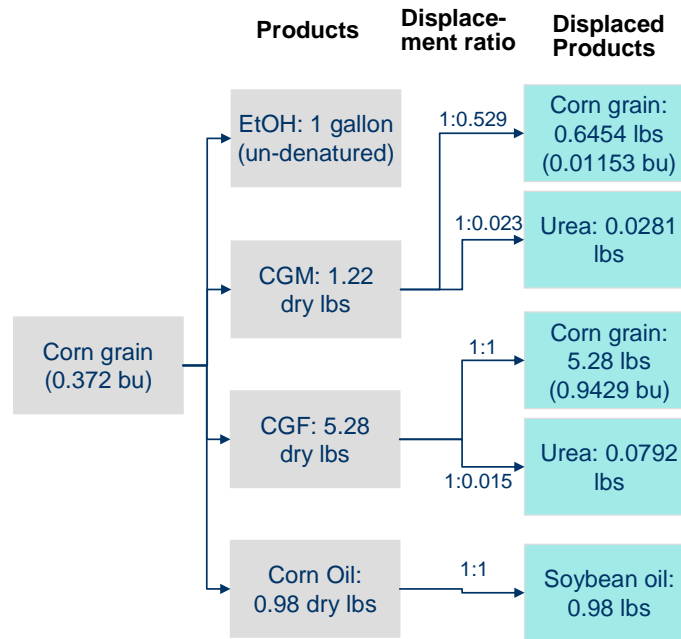 Products
Displace-
ment ratio
Displaced
Products
EtOH: 1 gallon
(un-denatured)
1:0.529
Corn grain:
0.6454 lbs
(0.01153 bu)
1:0.023
Urea: 0.0281
lbs
CGM: 1.22
dry lbs
Corn grain
(0.372 bu)
1:1
Corn grain:
5.28 lbs
(0.9429 bu)
CGF: 5.28
dry lbs
1:0.015
Urea: 0.0792
lbs
Corn Oil:
0.98 dry lbs
1:1
Soybean oil:
0.98 lbs